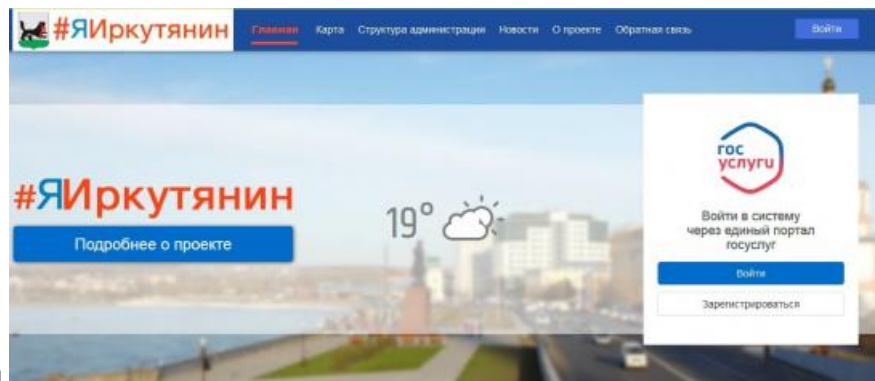 #ЯИркутянин Главная Карта Структура администрации Новости О проекте Обратная связь Войти
#ЯИркутянин
Подробнее о проекте
19°
гос
услуги
Войти в систему
через единый портал
госуслуг
Войти
Зарегистрироваться